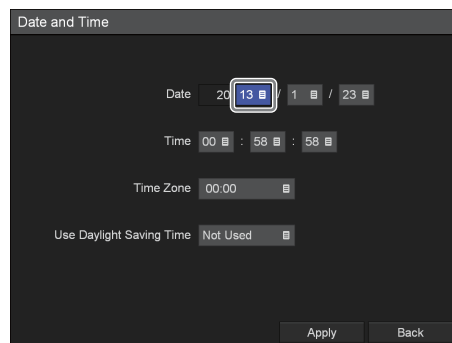 Date and Time
Date 20 13 / 1 / 23
Time 00 : 58 : 58
Time Zone 00:00
Use Daylight Saving Time Not Used
Apply Back